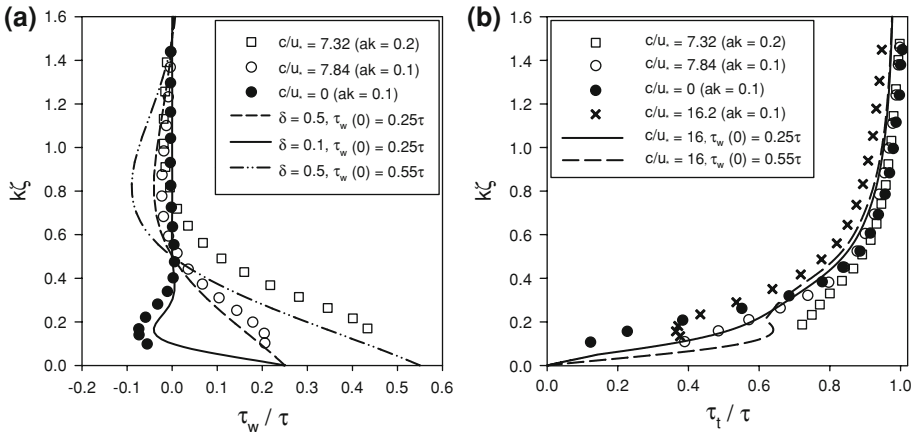 (a)
1.6
1.4
1.2
1.0
0.8
0.6
0.4
0.2
0.0
kζ
-0.2 -0.1 0.0 0.1 0.2 0.3 0.4 0.5 0.6
τw / τ
c/u* = 7.32 (ak = 0.2)
c/u* = 7.84 (ak = 0.1)
c/u* = 0 (ak = 0.1)
δ = 0.5, τw (0) = 0.25τ
δ = 0.1, τw (0) = 0.25τ
δ = 0.5, τw (0) = 0.55τ
(b)
1.6
1.4
1.2
1.0
0.8
0.6
0.4
0.2
0.0
kζ
0.0 0.2 0.4 0.6 0.8 1.0
τt / τ
c/u* = 7.32 (ak = 0.2)
c/u* = 7.84 (ak = 0.1)
c/u* = 0 (ak = 0.1)
c/u* = 16.2 (ak = 0.1)
c/u* = 16, τw (0) = 0.25τ
c/u* = 16, τw (0) = 0.55τ